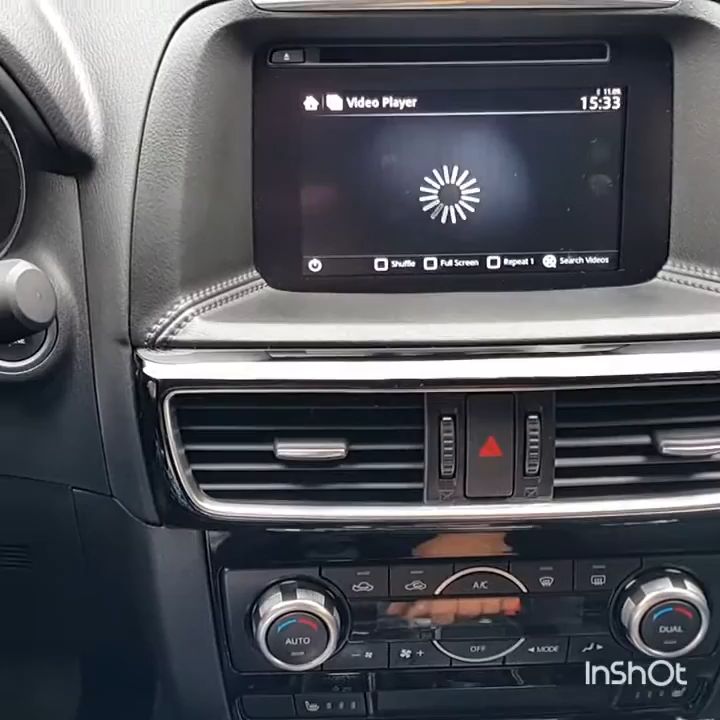 Video Player
15:33
Shuffle
Full Screen
Repeat 1
Search Videos
A/C
AUTO
DUAL
OFF
MODE
InShOt